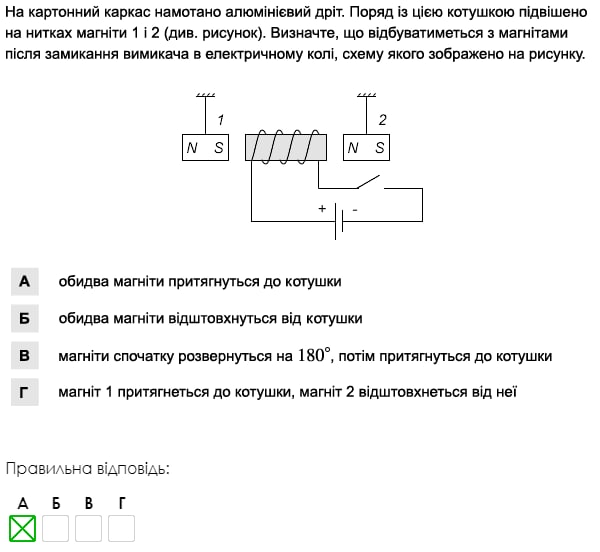 На картонний каркас намотано алюмінієвий дріт. Поряд із цією котушкою підвішено
на нитках магніти 1 і 2 (див. рисунок). Визначте, що відбуватиметься з магнітами
після замикання вимикача в електричному колі, схему якого зображено на рисунку.
1
2
N S
N S
+ -
А обидва магніти притягнуться до котушки
Б обидва магніти відштовхнуться від котушки
В магніти спочатку розвернуться на 180°, потім притягнуться до котушки
Г магніт 1 притягнеться до котушки, магніт 2 відштовхнеться від неї
Правильна відповідь:
А Б В Г